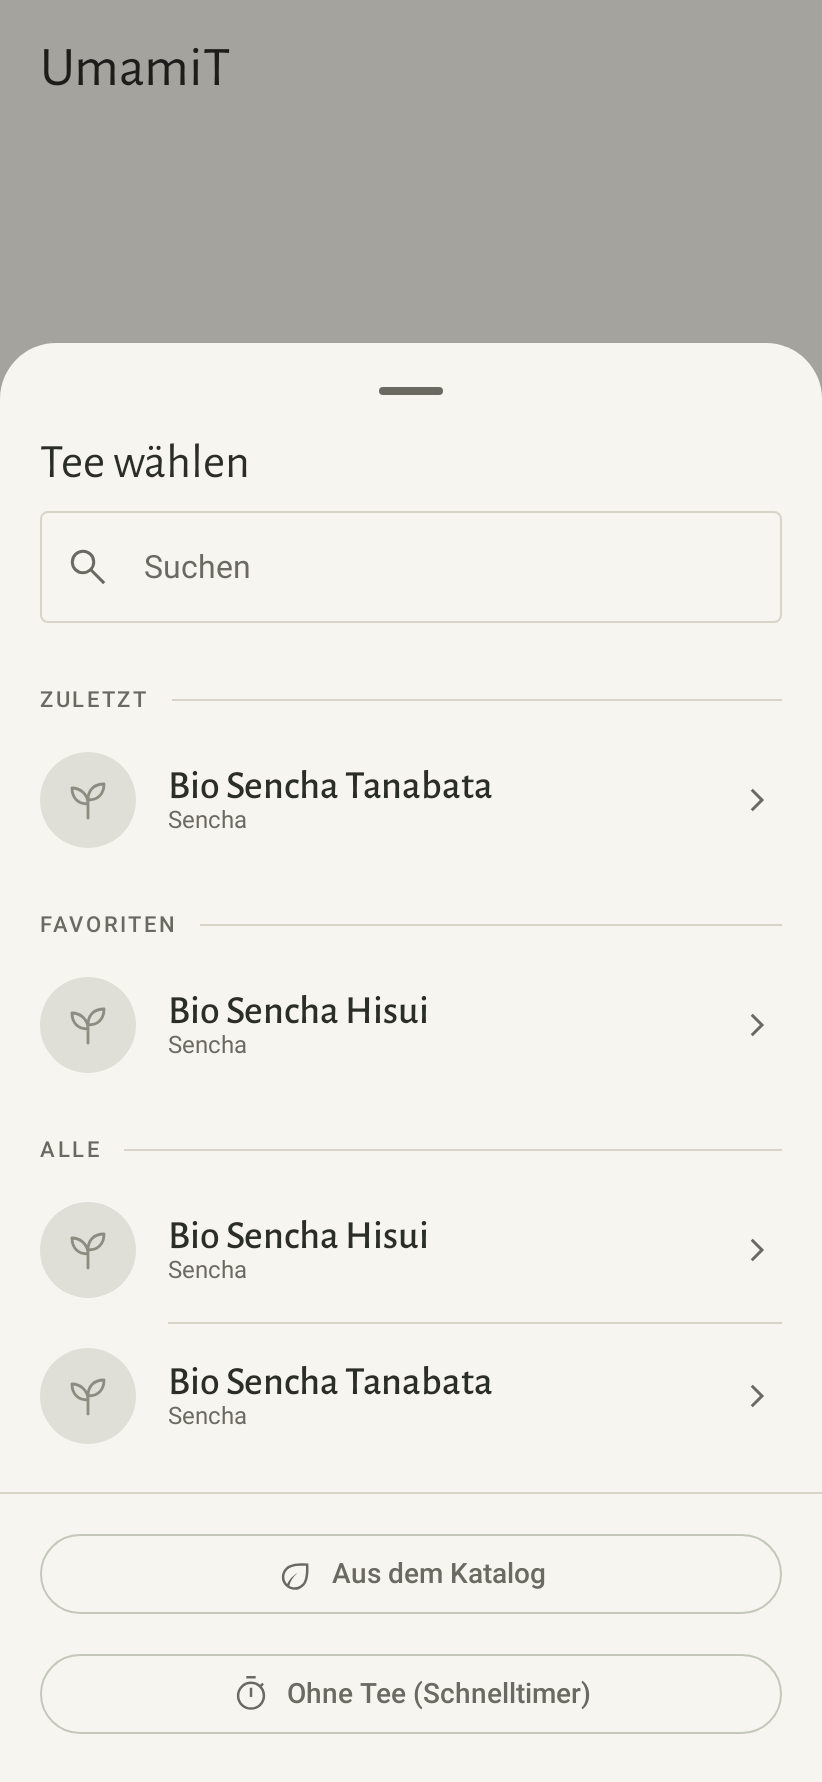 UmamiT
Tee wählen
Suchen
ZULETZT
Bio Sencha Tanabata
Sencha
FAVORITEN
Bio Sencha Hisui
Sencha
ALLE
Bio Sencha Hisui
Sencha
Bio Sencha Tanabata
Sencha
Aus dem Katalog
Ohne Tee (Schnelltimer)